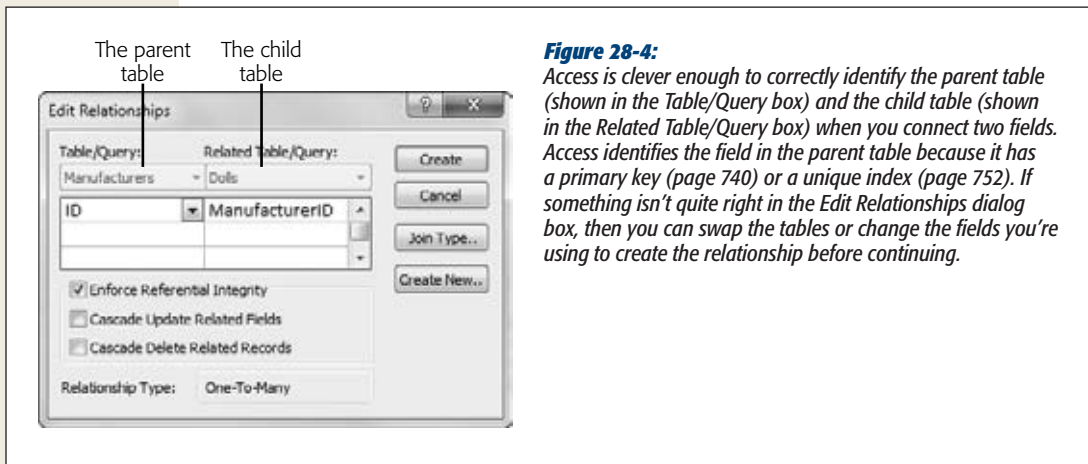 The parent
table
The child
table
Edit Relationships
Table/Query:
Related Table/Query:
Manufacturers
Dolls
ID
ManufacturerID
Enforce Referential Integrity
Cascade Update Related Fields
Cascade Delete Related Records
Relationship Type:
One-To-Many
Create
Cancel
Join Type..
Create New..
Figure 28-4:
Access is clever enough to correctly identify the parent table
(shown in the Table/Query box) and the child table (shown
in the Related Table/Query box) when you connect two fields.
Access identifies the field in the parent table because it has
a primary key (page 740) or a unique index (page 752). If
something isn’t quite right in the Edit Relationships dialog
box, then you can swap the tables or change the fields you’re
using to create the relationship before continuing.